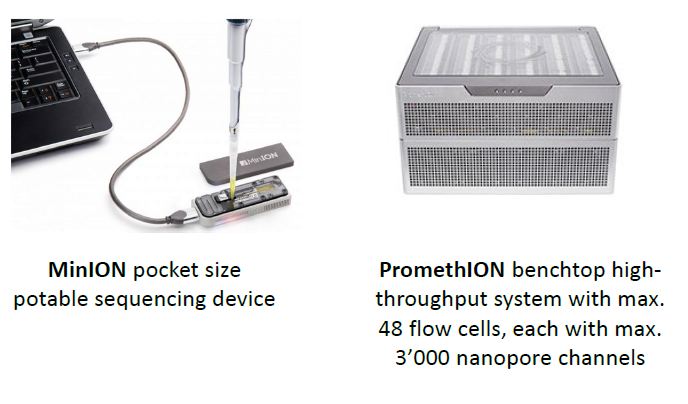 MinION
MinION pocket size
potable sequencing device
PromethION benchtop high-
throughput system with max.
48 flow cells, each with max.
3’000 nanopore channels